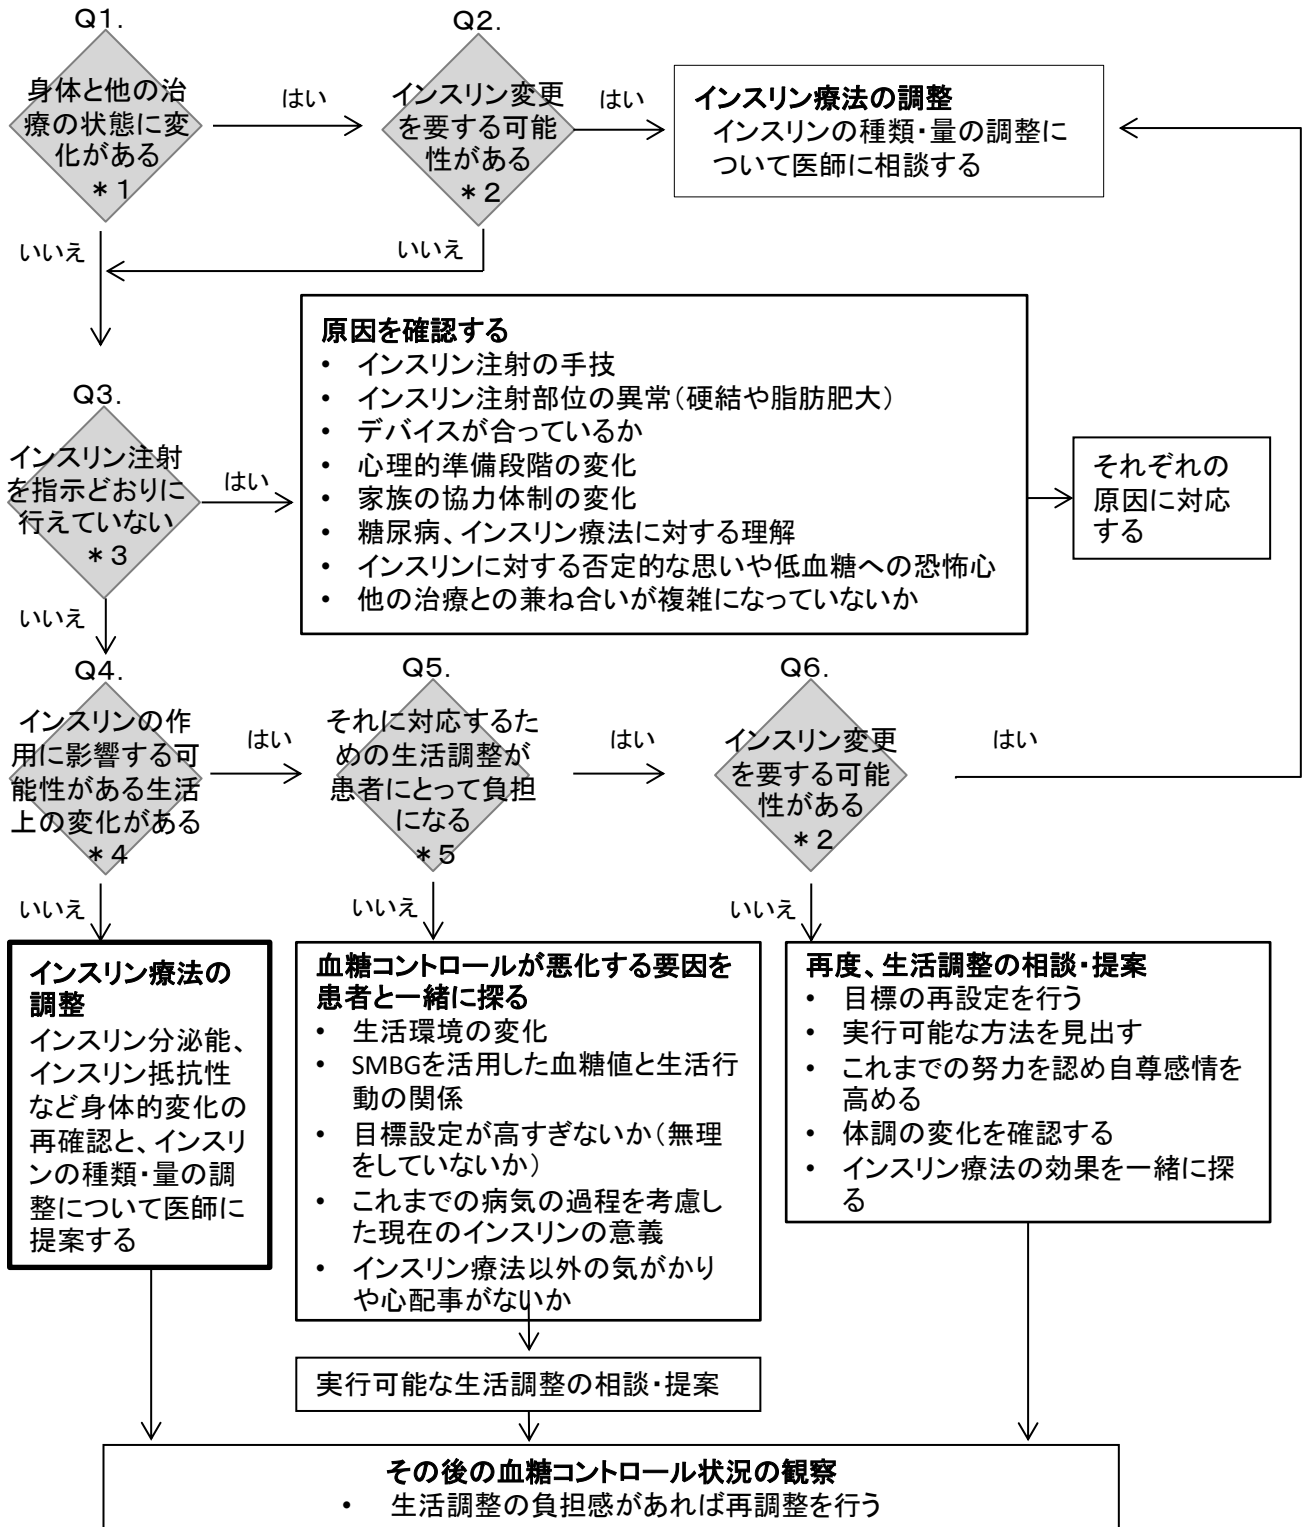 Q1.
身体と他の治
療の状態に変
化がある
*1
はい
Q2.
インスリン変更
を要する可能
性がある
*2
はい
インスリン療法の調整
インスリンの種類・量の調整に
ついて医師に相談する
いいえ
いいえ
Q3.
インスリン注射
を指示どおりに
行えていない
*3
はい
原因を確認する
• インスリン注射の手技
• インスリン注射部位の異常（硬結や脂肪肥大）
• デバイスが合っているか
• 心理的準備段階の変化
• 家族の協力体制の変化
• 糖尿病、インスリン療法に対する理解
• インスリンに対する否定的な思いや低血糖への恐怖心
• 他の治療との兼ね合いが複雑になっていないか
それぞれの
原因に対応
する
いいえ
Q4.
インスリンの作
用に影響する可
能性がある生活
上の変化がある
*4
はい
Q5.
それに対応するた
めの生活調整が
患者にとって負担
になる
*5
はい
Q6.
インスリン変更
を要する可能
性がある
*2
はい
いいえ
いいえ
いいえ
インスリン療法の
調整
インスリン分泌能、
インスリン抵抗性
など身体的変化の
再確認と、インスリ
ンの種類・量の調
整について医師に
提案する
血糖コントロールが悪化する要因を
患者と一緒に探る
• 生活環境の変化
• SMBGを活用した血糖値と生活行
動の関係
• 目標設定が高すぎないか（無理
をしていないか）
• これまでの病気の過程を考慮し
た現在のインスリンの意義
• インスリン療法以外の気がかり
や心配事がないか
再度、生活調整の相談・提案
• 目標の再設定を行う
• 実行可能な方法を見出す
• これまでの努力を認め自尊感情を
高める
• 体調の変化を確認する
• インスリン療法の効果を一緒に探
る
実行可能な生活調整の相談・提案
その後の血糖コントロール状況の観察
• 生活調整の負担感があれば再調整を行う